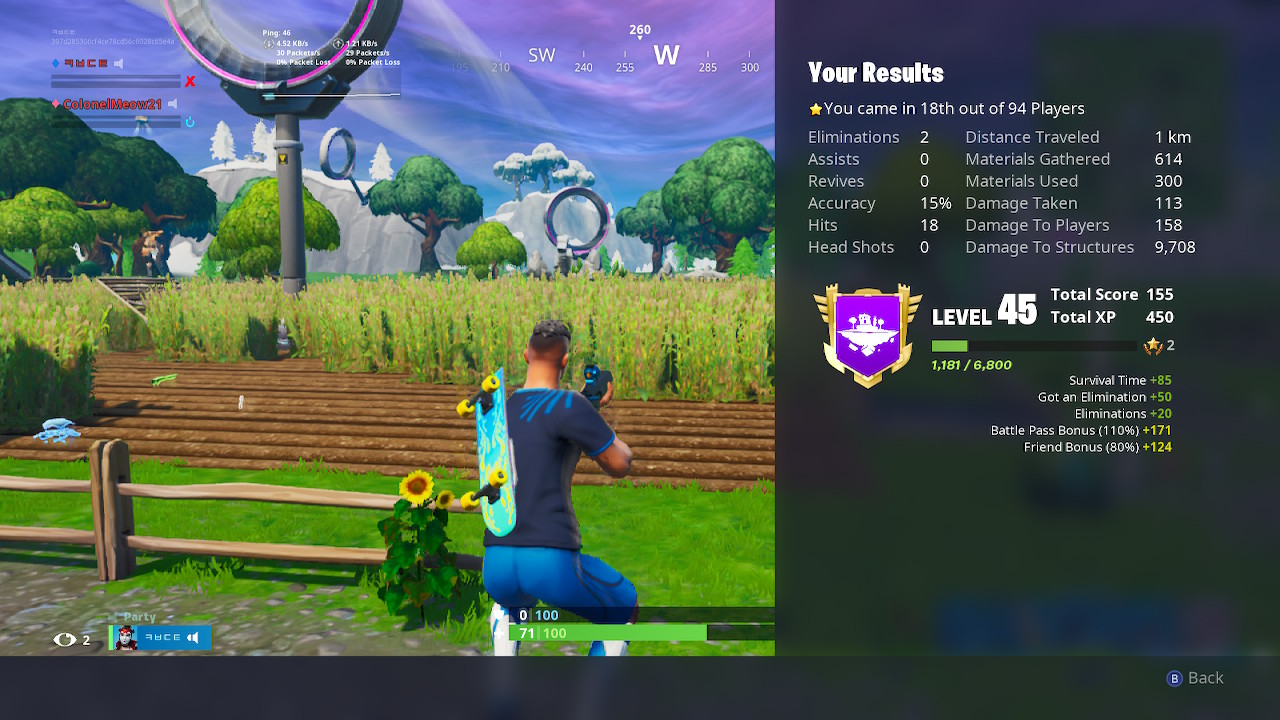 Ping: 46
4.52 KB/s 1.21 KB/s
30 Packets/s 29 Packets/s
0% Packet Loss 0% Packet Loss
ColonelMeow21
260
195 210 SW 240 255 W 285 300
Your Results
You came in 18th out of 94 Players
Eliminations 2 Distance Traveled 1 km
Assists 0 Materials Gathered 614
Revives 0 Materials Used 300
Accuracy 15% Damage Taken 113
Hits 18 Damage To Players 158
Head Shots 0 Damage To Structures 9,708
LEVEL 45
Total Score 155
Total XP 450
2
1,181 / 6,800
Survival Time +85
Got an Elimination +50
Eliminations +20
Battle Pass Bonus (110%) +171
Friend Bonus (80%) +124
0 | 100
71 | 100
Party
2
B Back